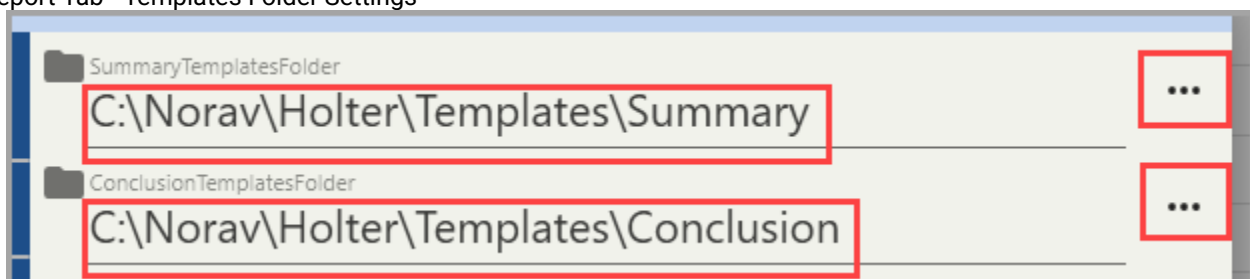 eport Tab - Templates Folder Settings
SummaryTemplatesFolder
C:\Norav\Holter\Templates\Summary
...
ConclusionTemplatesFolder
C:\Norav\Holter\Templates\Conclusion
...